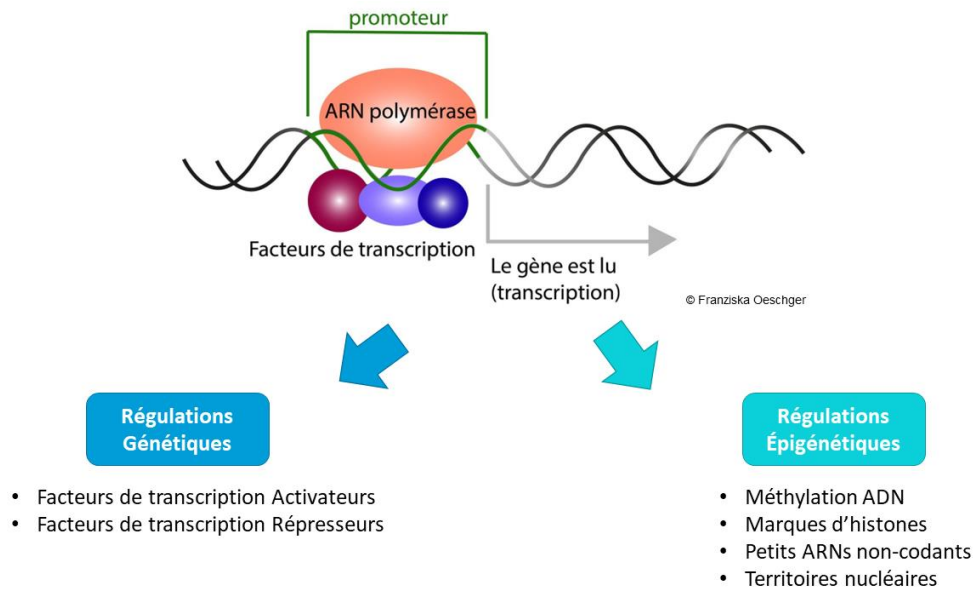 promoteur
ARN polymérase
Facteurs de transcription
Le gène est lu
(transcription)
© Franziska Oeschger
Régulations
Génétiques
• Facteurs de transcription Activateurs
• Facteurs de transcription Répresseurs
Régulations
Épigénétiques
• Méthylation ADN
• Marques d'histones
• Petits ARNs non-codants
• Territoires nucléaires